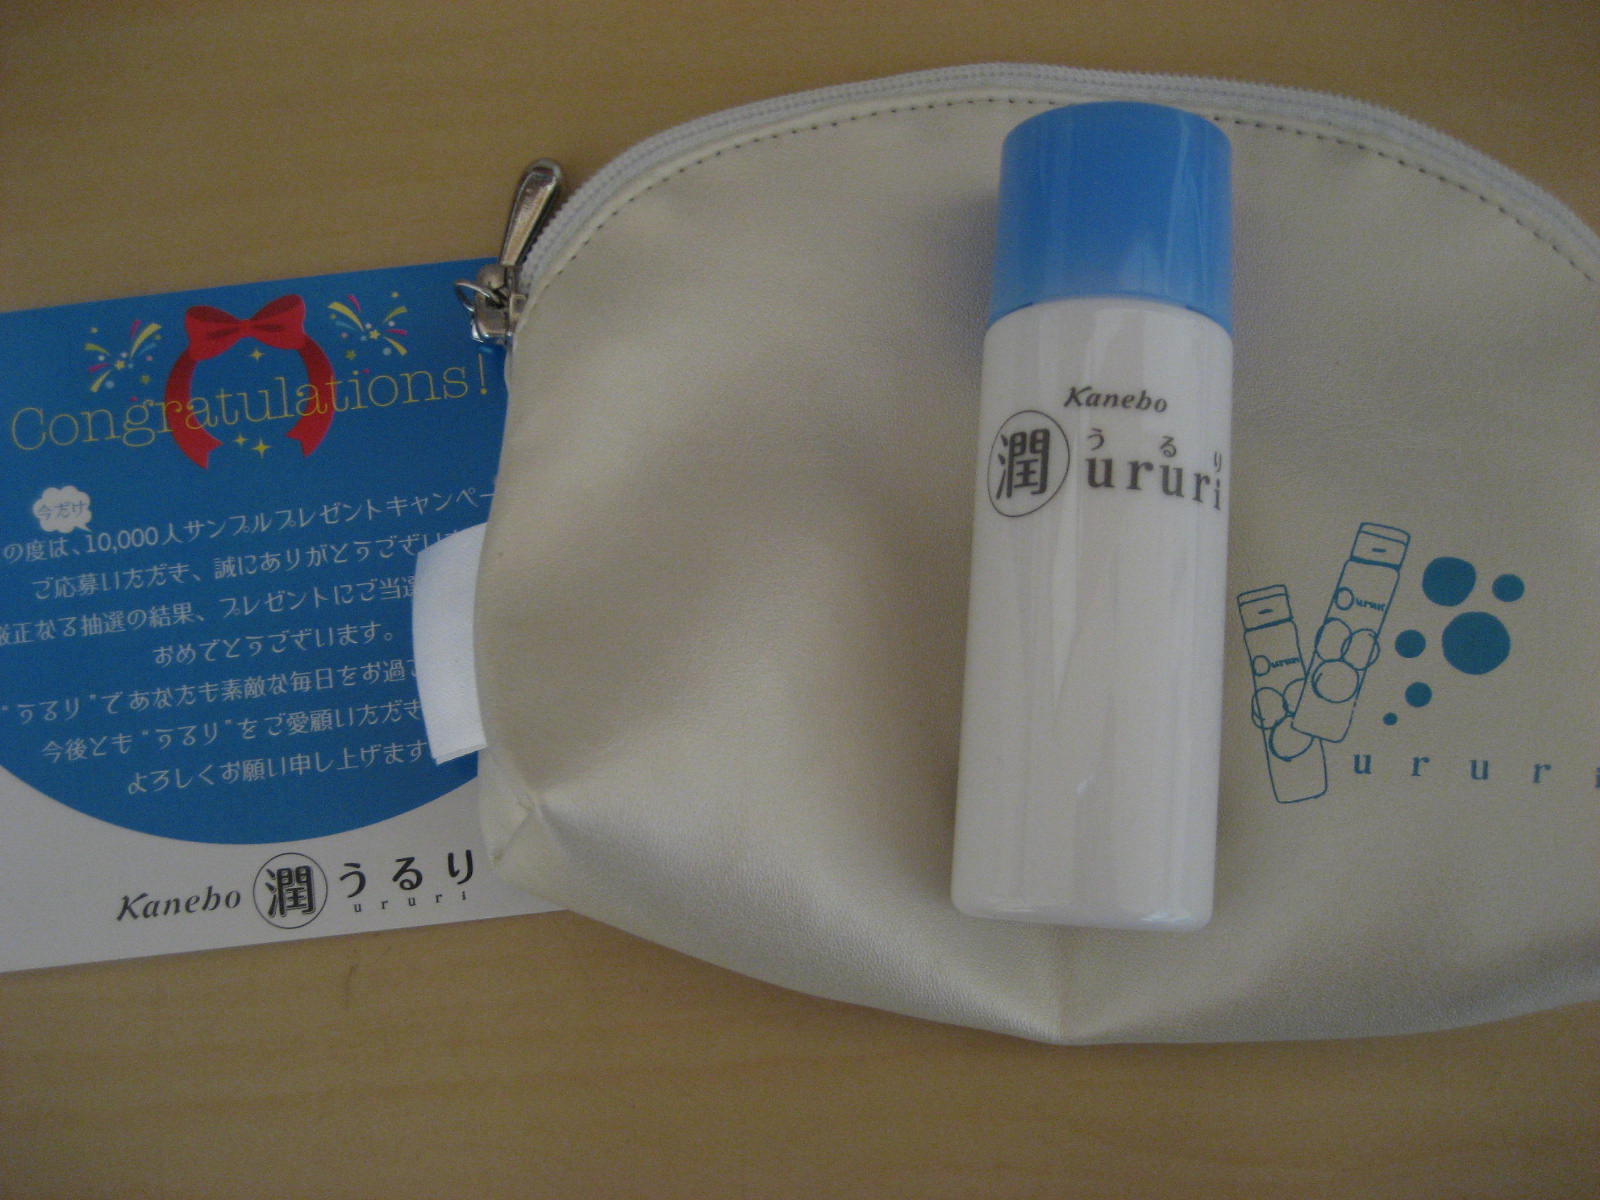 Congratulations!
今だけ
の度は、10,000人サンプルプレゼントキャンペー
ご応募いただき、誠にありがとうござい
厳正なる抽選の結果、プレゼントにご当選
おめでとうございます。
"うるり"であなたも素敵な毎日をお過
今後とも"うるり"をご愛顧いただき
よろしくお願い申し上げます
Kanebo 潤 うるり
ururi
Kanebo
うるり
潤 ururi
ururi
ururi
ururi